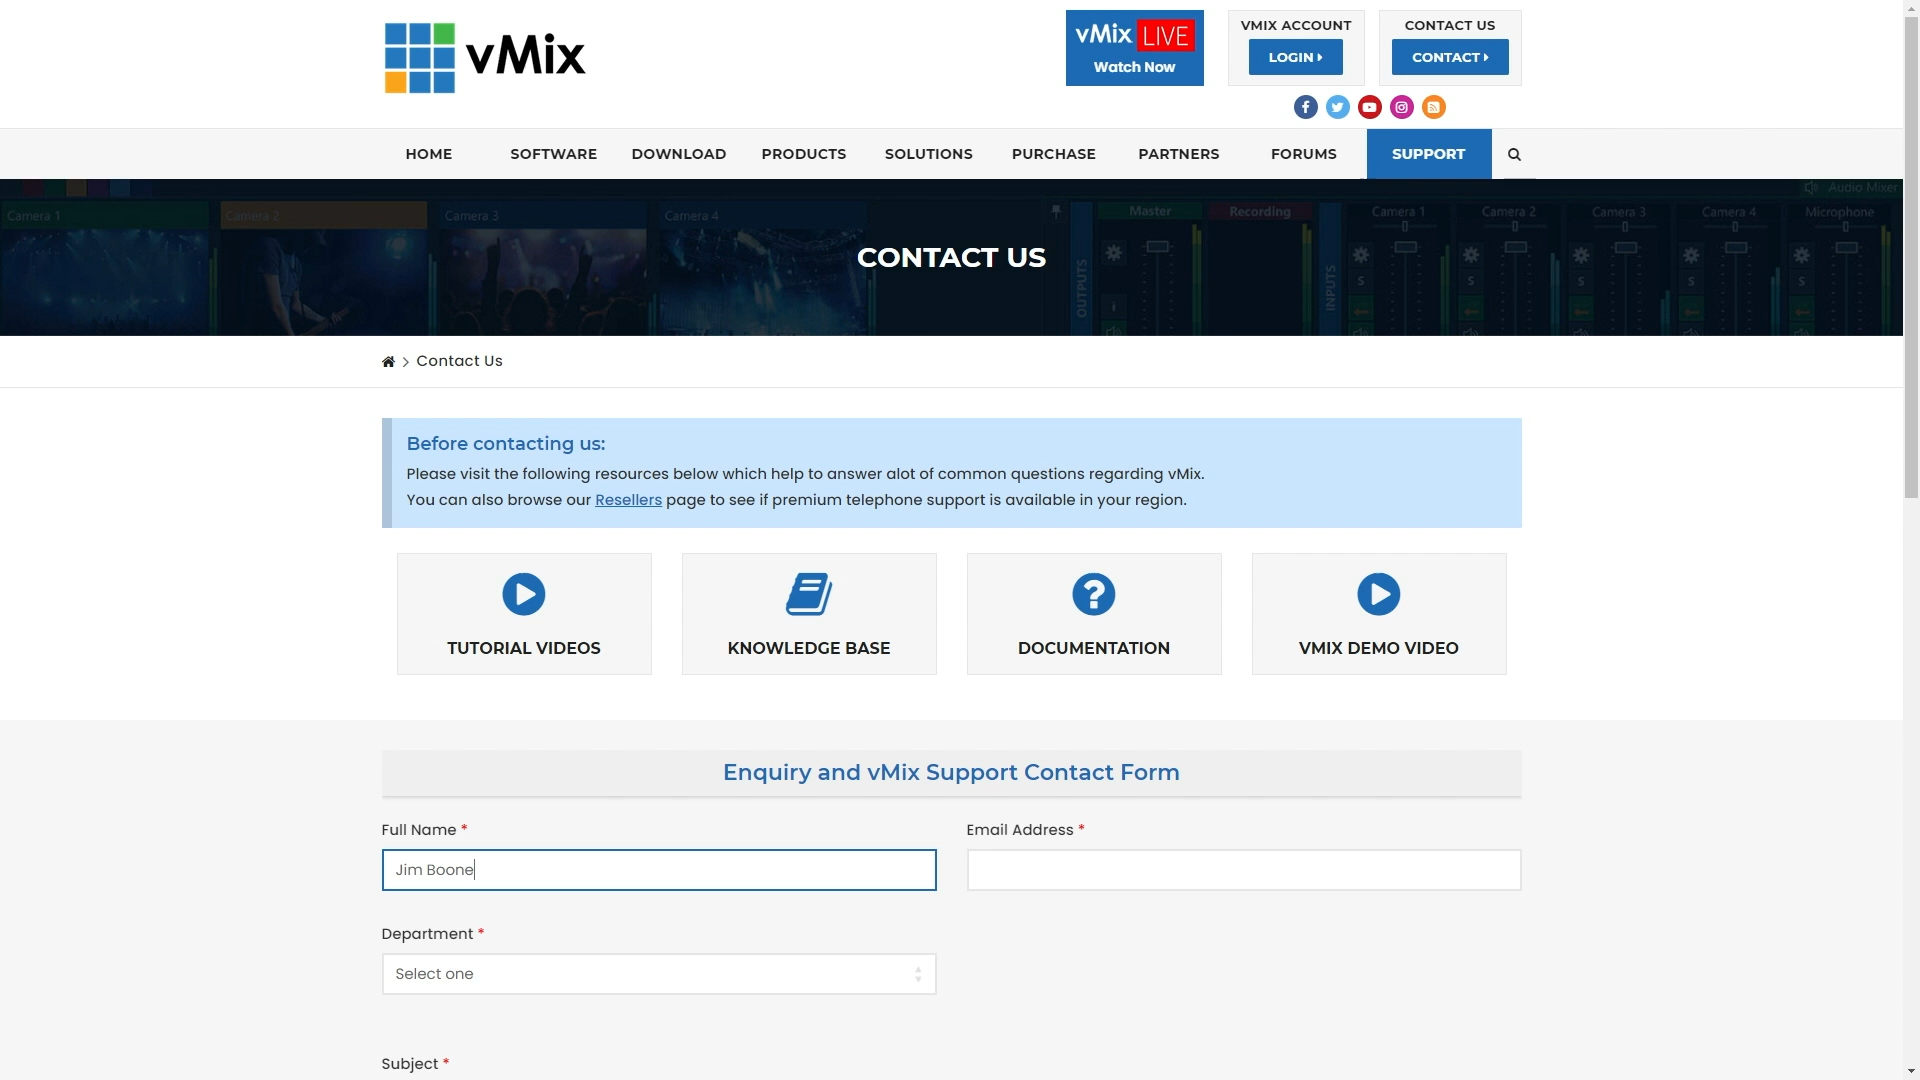 vMix
vMix LIVE
Watch Now
VMIX ACCOUNT
LOGIN
CONTACT US
CONTACT
HOME
SOFTWARE
DOWNLOAD
PRODUCTS
SOLUTIONS
PURCHASE
PARTNERS
FORUMS
SUPPORT
Audio Mixer
Camera 1
Camera 2
Camera 3
Camera 4
Master
Recording
Camera 1
Camera 2
Camera 3
Camera 4
Microphone
OUTPUTS
INPUTS
S
S
S
S
S
CONTACT US
Contact Us
Before contacting us:
Please visit the following resources below which help to answer alot of common questions regarding vMix.
You can also browse our Resellers page to see if premium telephone support is available in your region.
TUTORIAL VIDEOS
KNOWLEDGE BASE
DOCUMENTATION
VMIX DEMO VIDEO
Enquiry and vMix Support Contact Form
Full Name *
Jim Boone
Email Address *
Department *
Select one
Subject *